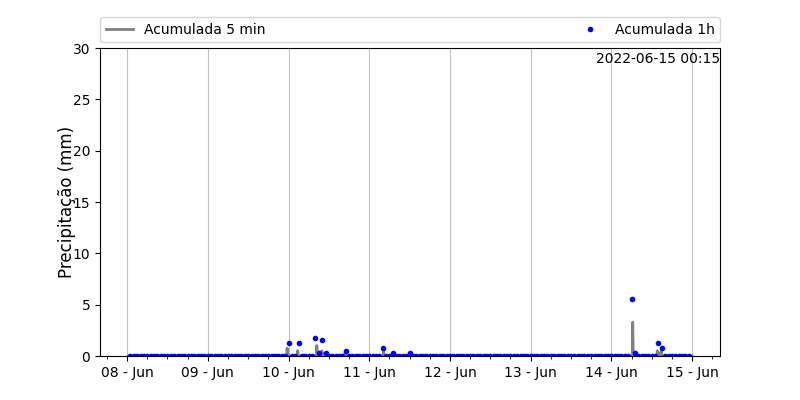 Acumulada 5 min Acumulada 1h
2022-06-15 00:15
Precipitação (mm)
30
25
20
15
10
5
0
08 - Jun 09 - Jun 10 - Jun 11 - Jun 12 - Jun 13 - Jun 14 - Jun 15 - Jun